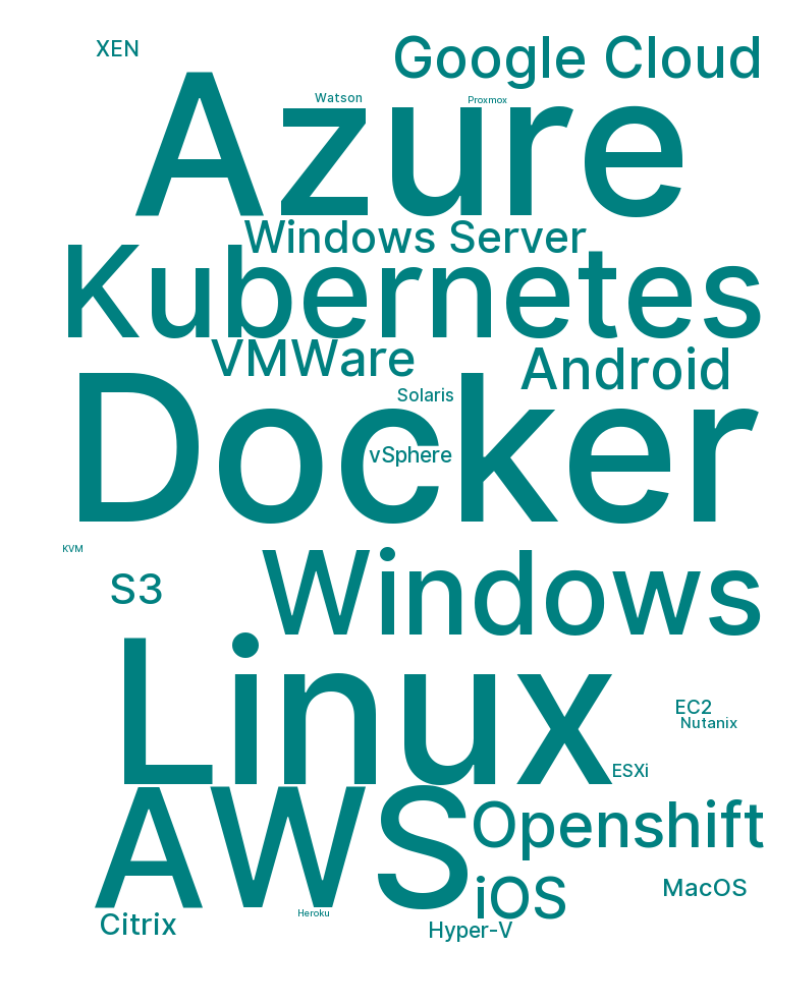 XEN
Google Cloud
Watson
Proxmox
Azure
Windows Server
Kubernetes
VMWare
Android
Solaris
Docker
vSphere
KVM
Windows
S3
Linux
EC2
Nutanix
ESXi
AWS
Openshift
iOS
MacOS
Heroku
Citrix
Hyper-V